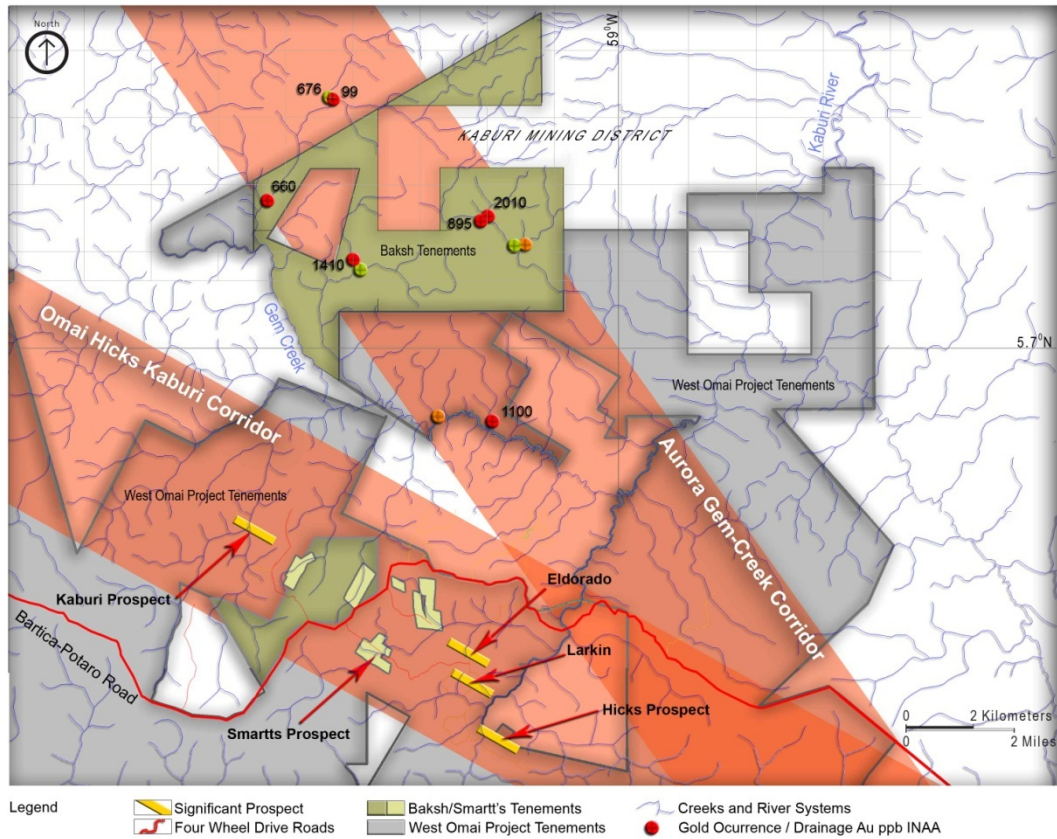 North
59⁰W
676
99
KABURI MINING DISTRICT
Kaburi River
660
2010
895
Baksh Tenements
1410
Gem Creek
Omai Hicks Kaburi Corridor
5.7⁰N
West Omai Project Tenements
1100
Aurora Gem-Creek Corridor
West Omai Project Tenements
Eldorado
Kaburi Prospect
Larkin
Bartica-Potaro Road
Hicks Prospect
Smartts Prospect
0 2 Kilometers
0 2 Miles
Legend
Significant Prospect
Baksh/Smartt's Tenements
Creeks and River Systems
Four Wheel Drive Roads
West Omai Project Tenements
Gold Ocurrence / Drainage Au ppb INAA